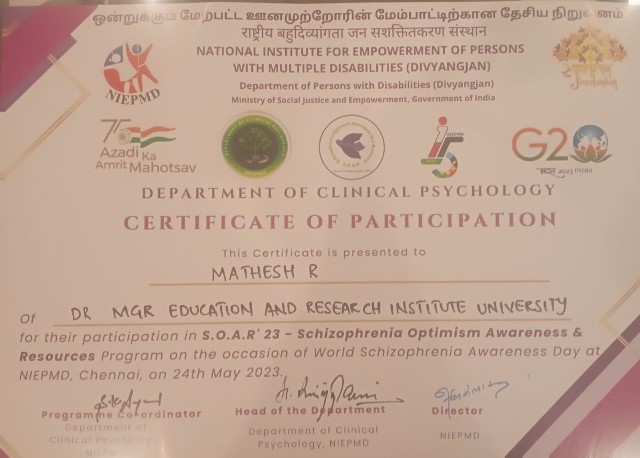 ஒன்றுக்கும் மேற்பட்ட ஊனமுற்றோரின் மேம்பாட்டிற்கான தேசிய நிறுவனம்
राष्ट्रीय बहुदिव्यांगता जन सशक्तिकरण संस्थान
NATIONAL INSTITUTE FOR EMPOWERMENT OF PERSONS
WITH MULTIPLE DISABILITIES (DIVYANGJAN)
Department of Persons with Disabilities (Divyangjan)
Ministry of Social Justice and Empowerment, Government of India
NIEPMD
75
Azadi Ka
Amrit Mahotsav
G20
भारत 2023 INDIA
DEPARTMENT OF CLINICAL PSYCHOLOGY
CERTIFICATE OF PARTICIPATION
This Certificate is presented to
MATHESH R
Of DR MGR EDUCATION AND RESEARCH INSTITUTE UNIVERSITY
for their participation in S.O.A.R' 23 - Schizophrenia Optimism Awareness &
Resources Program on the occasion of World Schizophrenia Awareness Day at
NIEPMD, Chennai, on 24th May 2023.
Programme Coordinator
Department of
Clinical Psychology,
NIEPMD
Head of the Department
Department of Clinical
Psychology, NIEPMD
Director
NIEPMD